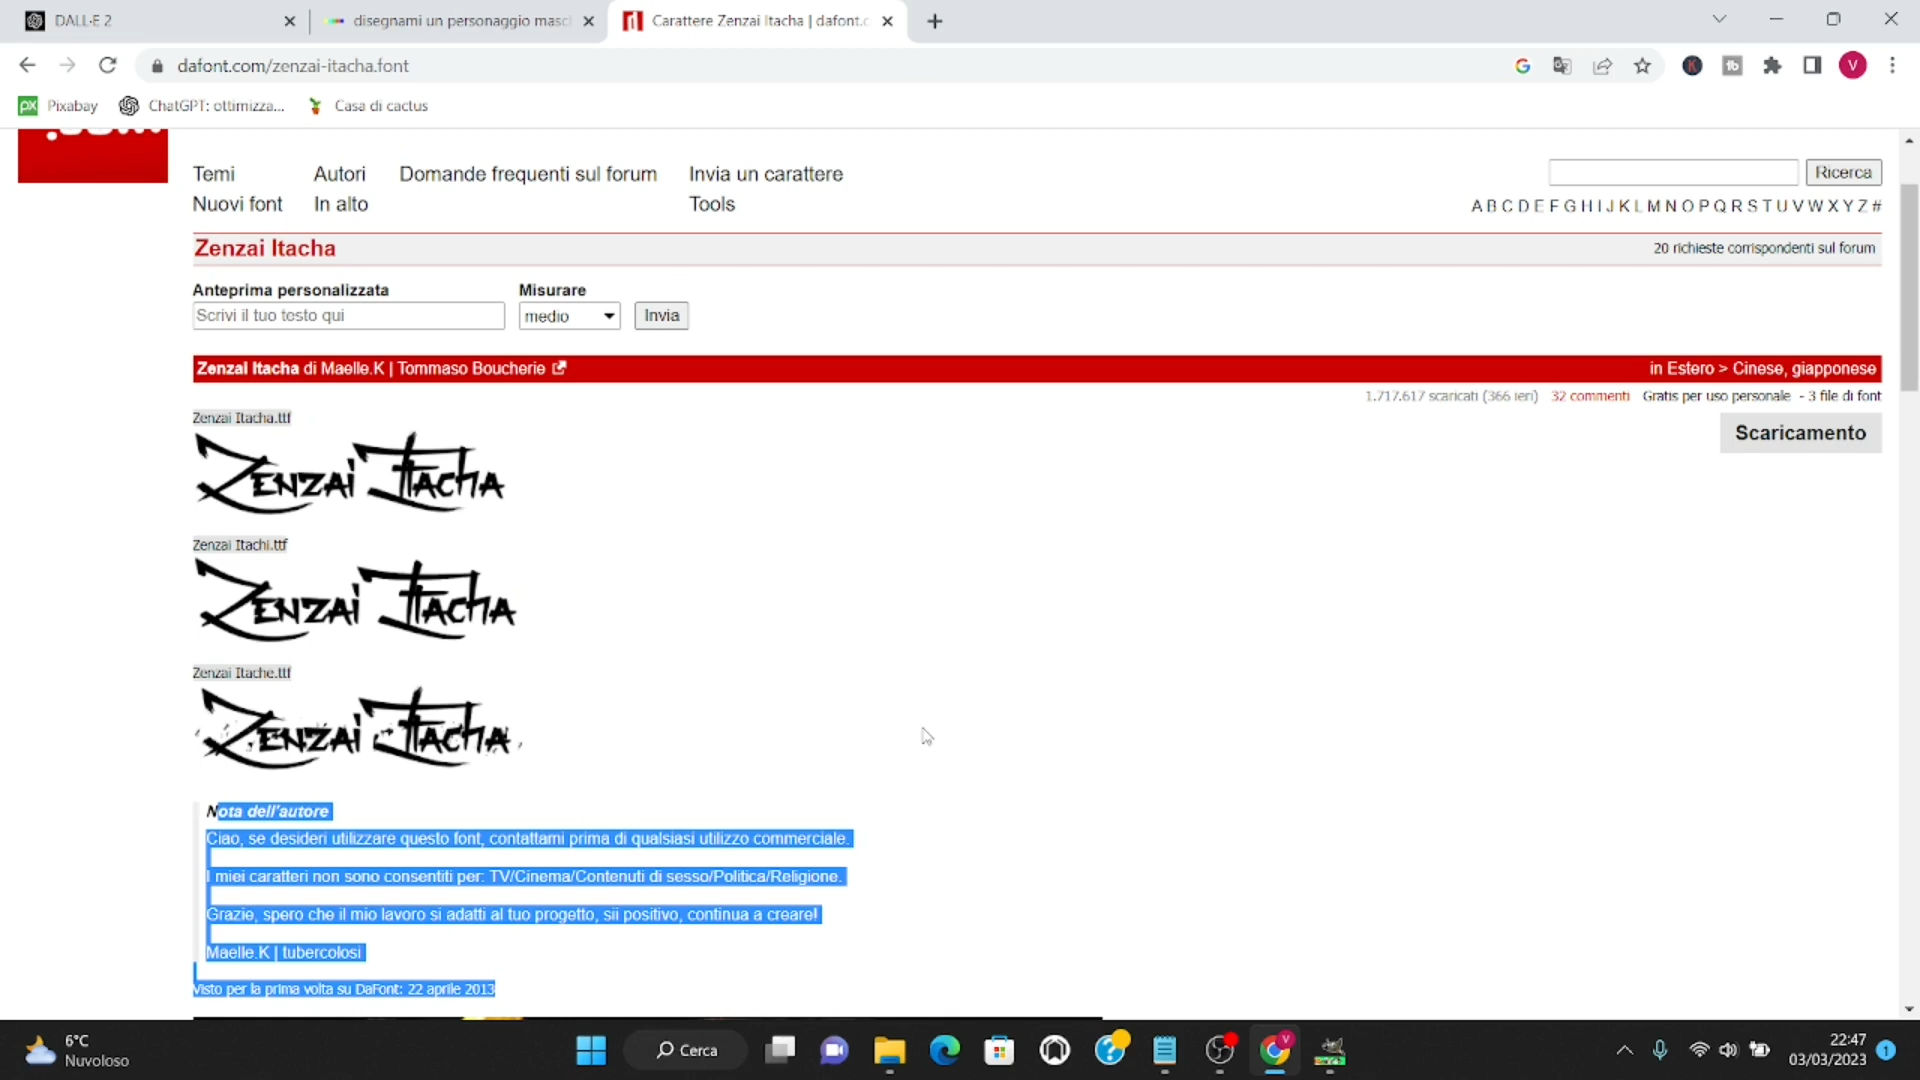 DALL·E 2
disegnami un personaggio masc
Carattere Zenzai Itacha | dafont.c
dafont.com/zenzai-itacha.font
V
px Pixabay
ChatGPT: ottimizza...
Casa di cactus
Temi
Autori
Domande frequenti sul forum
Invia un carattere
Ricerca
Nuovi font
In alto
Tools
A B C D E F G H I J K L M N O P Q R S T U V W X Y Z #
Zenzai Itacha
20 richieste corrispondenti sul forum
Anteprima personalizzata
Misurare
Scrivi il tuo testo qui
medio
Invia
Zenzai Itacha di Maelle.K | Tommaso Boucherie
in Estero > Cinese, giapponese
1.717.617 scaricati (366 ieri) 32 commenti Gratis per uso personale - 3 file di font
Zenzai Itacha.ttf
Scaricamento
Zenzai Itacha
Zenzai Itachi.ttf
Zenzai Itacha
Zenzai Itache.ttf
Zenzai Itacha
Nota dell'autore
Ciao, se desideri utilizzare questo font, contattami prima di qualsiasi utilizzo commerciale.
I miei caratteri non sono consentiti per: TV/Cinema/Contenuti di sesso/Politica/Religione.
Grazie, spero che il mio lavoro si adatti al tuo progetto, sii positivo, continua a creare!
Maelle.K | tubercolosi
Visto per la prima volta su DaFont: 22 aprile 2013
6°C
Nuvoloso
Cerca
22:47
03/03/2023
1